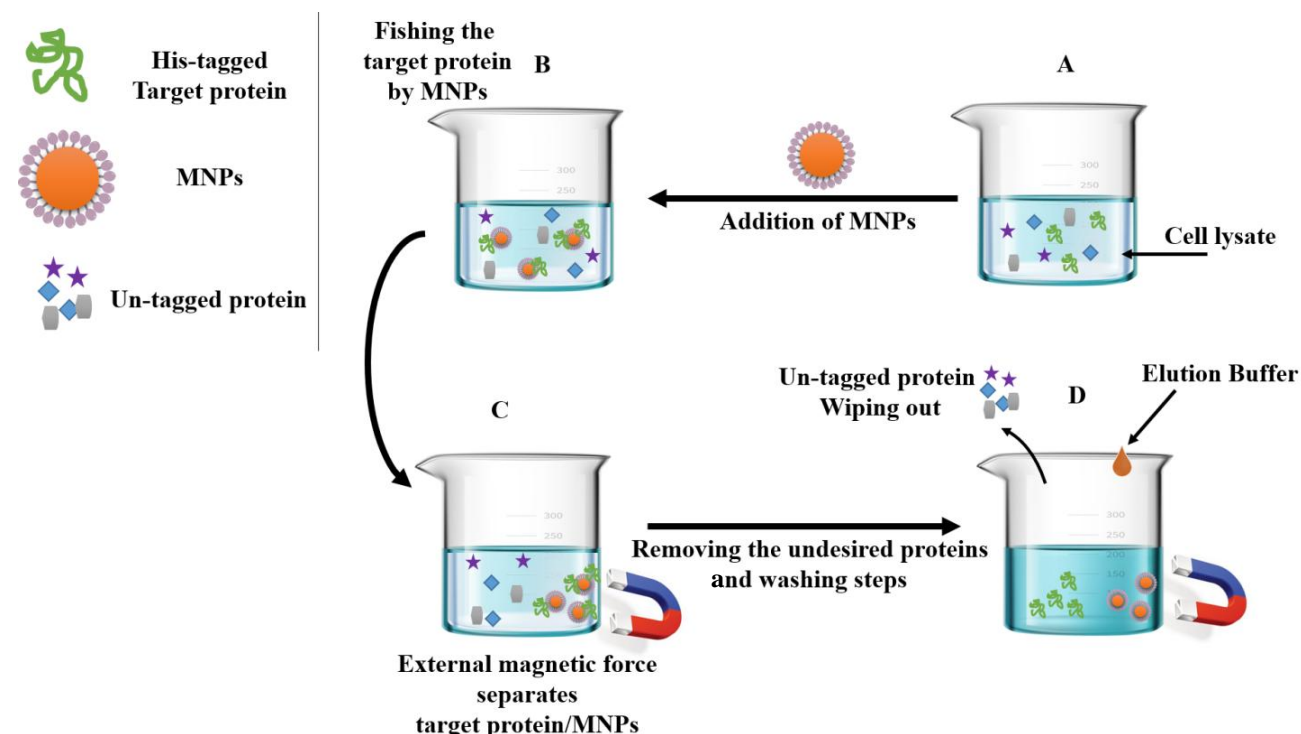 His-tagged
Target protein
MNPs
Un-tagged protein
Fishing the
target protein
by MNPs
B
300
250
Addition of MNPs
A
300
250
Cell lysate
C
300
250
External magnetic force
separates
target protein/MNPs
Removing the undesired proteins
and washing steps
Un-tagged protein
Wiping out
D
Elution Buffer
300
250
200
150